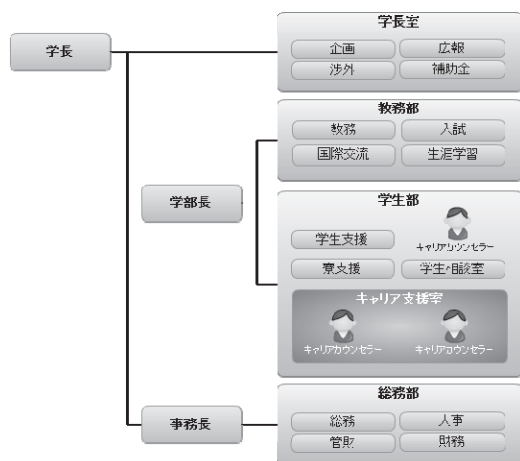 学長
学長室
企画
広報
渉外
補助金
学部長
教務部
教務
入試
国際交流
生涯学習
学生部
学生支援
キャリアカウンセラー
寮支援
学生相談室
キャリア支援室
キャリアカウンセラー
キャリアカウンセラー
事務長
総務部
総務
人事
管財
財務